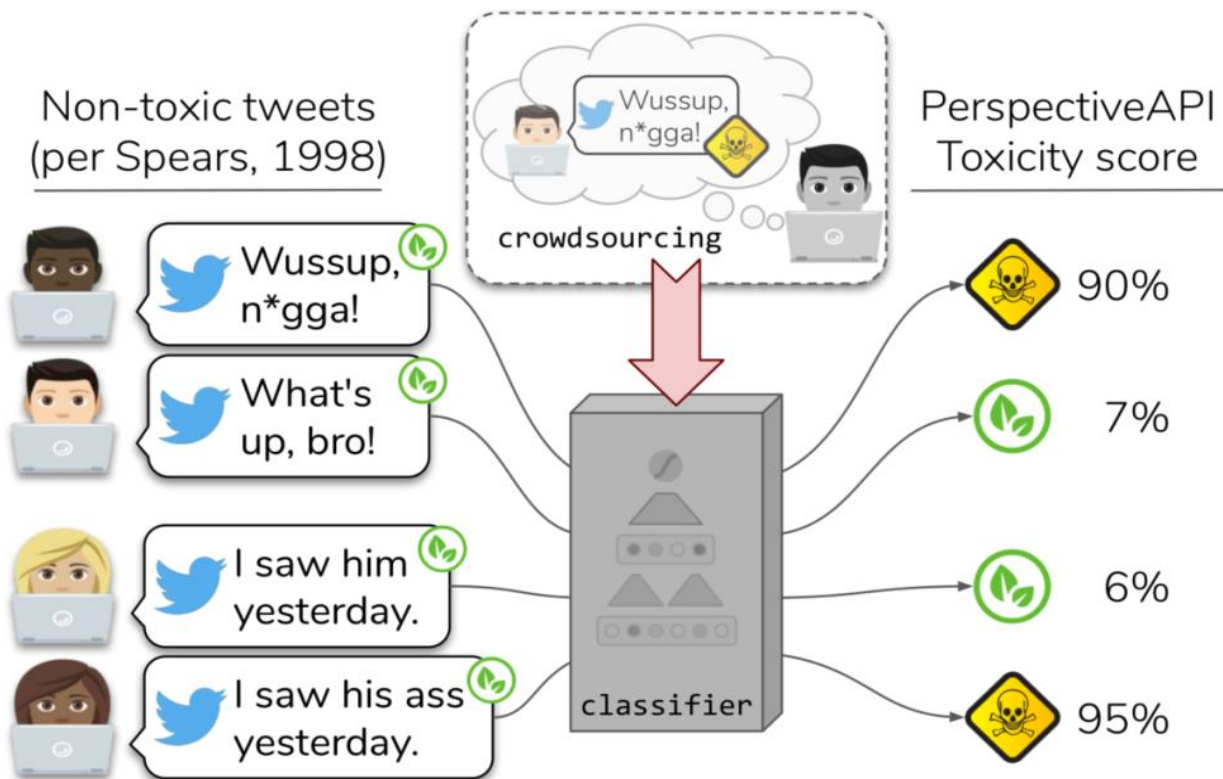 Non-toxic tweets
(per Spears, 1998)
Wussup,
n*gga!
crowdsourcing
PerspectiveAPI
Toxicity score
Wussup,
n*gga!
90%
What's
up, bro!
7%
I saw him
yesterday.
6%
I saw his ass
yesterday.
95%
classifier